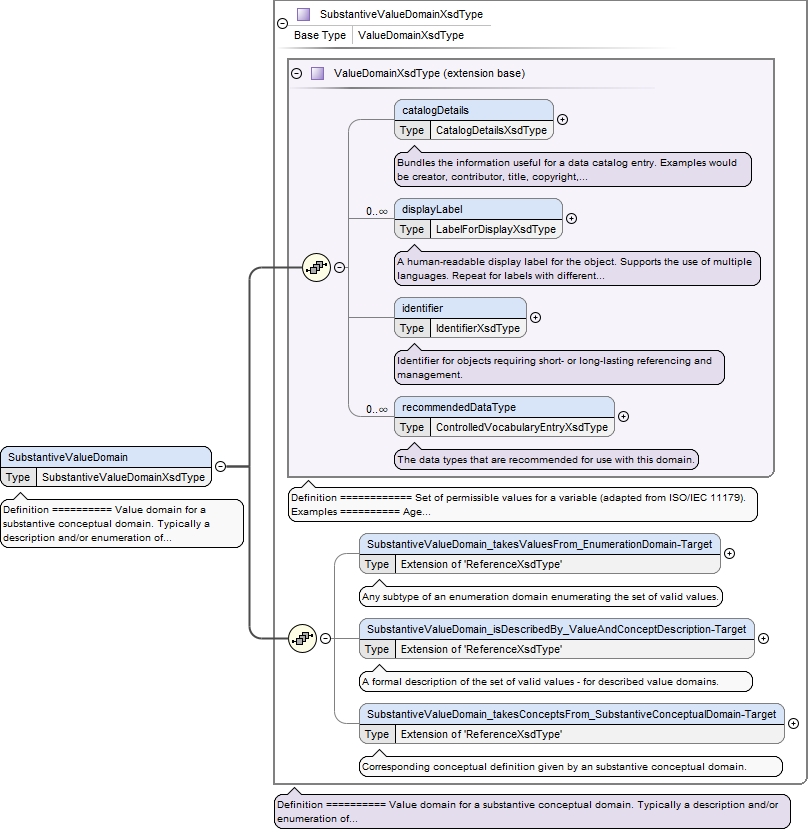 SubstantiveValueDomainXsdType
Base Type ValueDomainXsdType
ValueDomainXsdType (extension base)
catalogDetails
Type CatalogDetailsXsdType
Bundles the information useful for a data catalog entry. Examples would
be creator, contributor, title, copyright,...
0..∞
displayLabel
Type LabelForDisplayXsdType
A human-readable display label for the object. Supports the use of multiple
languages. Repeat for labels with different...
identifier
Type IdentifierXsdType
Identifier for objects requiring short- or long-lasting referencing and
management.
0..∞
recommendedDataType
Type ControlledVocabularyEntryXsdType
The data types that are recommended for use with this domain.
SubstantiveValueDomain
Type SubstantiveValueDomainXsdType
Definition ========== Value domain for a
substantive conceptual domain. Typically a
description and/or enumeration of...
Definition ============ Set of permissible values for a variable (adapted from ISO/IEC 11179).
Examples ========== Age...
SubstantiveValueDomain_takesValuesFrom_EnumerationDomain-Target
Type Extension of 'ReferenceXsdType'
Any subtype of an enumeration domain enumerating the set of valid values.
SubstantiveValueDomain_isDescribedBy_ValueAndConceptDescription-Target
Type Extension of 'ReferenceXsdType'
A formal description of the set of valid values - for described value domains.
SubstantiveValueDomain_takesConceptsFrom_SubstantiveConceptualDomain-Target
Type Extension of 'ReferenceXsdType'
Corresponding conceptual definition given by an substantive conceptual domain.
Definition ========== Value domain for a substantive conceptual domain. Typically a description and/or
enumeration of...